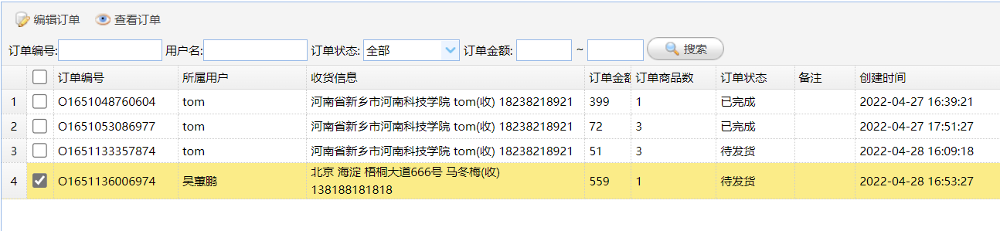 编辑订单 查看订单
订单编号: 用户名: 订单状态: 全部 订单金额: ~ 搜索
订单编号 所属用户 收货信息 订单金额 订单商品数 订单状态 备注 创建时间
1 O1651048760604 tom 河南省新乡市河南科技学院 tom(收) 18238218921 399 1 已完成 2022-04-27 16:39:21
2 O1651053086977 tom 河南省新乡市河南科技学院 tom(收) 18238218921 72 3 已完成 2022-04-27 17:51:27
3 O1651133357874 tom 河南省新乡市河南科技学院 tom(收) 18238218921 51 3 待发货 2022-04-28 16:09:18
4 O1651136006974 吴蕙鹏 北京 海淀 梧桐大道666号 马冬梅(收) 559 1 待发货 2022-04-28 16:53:27
138188181818